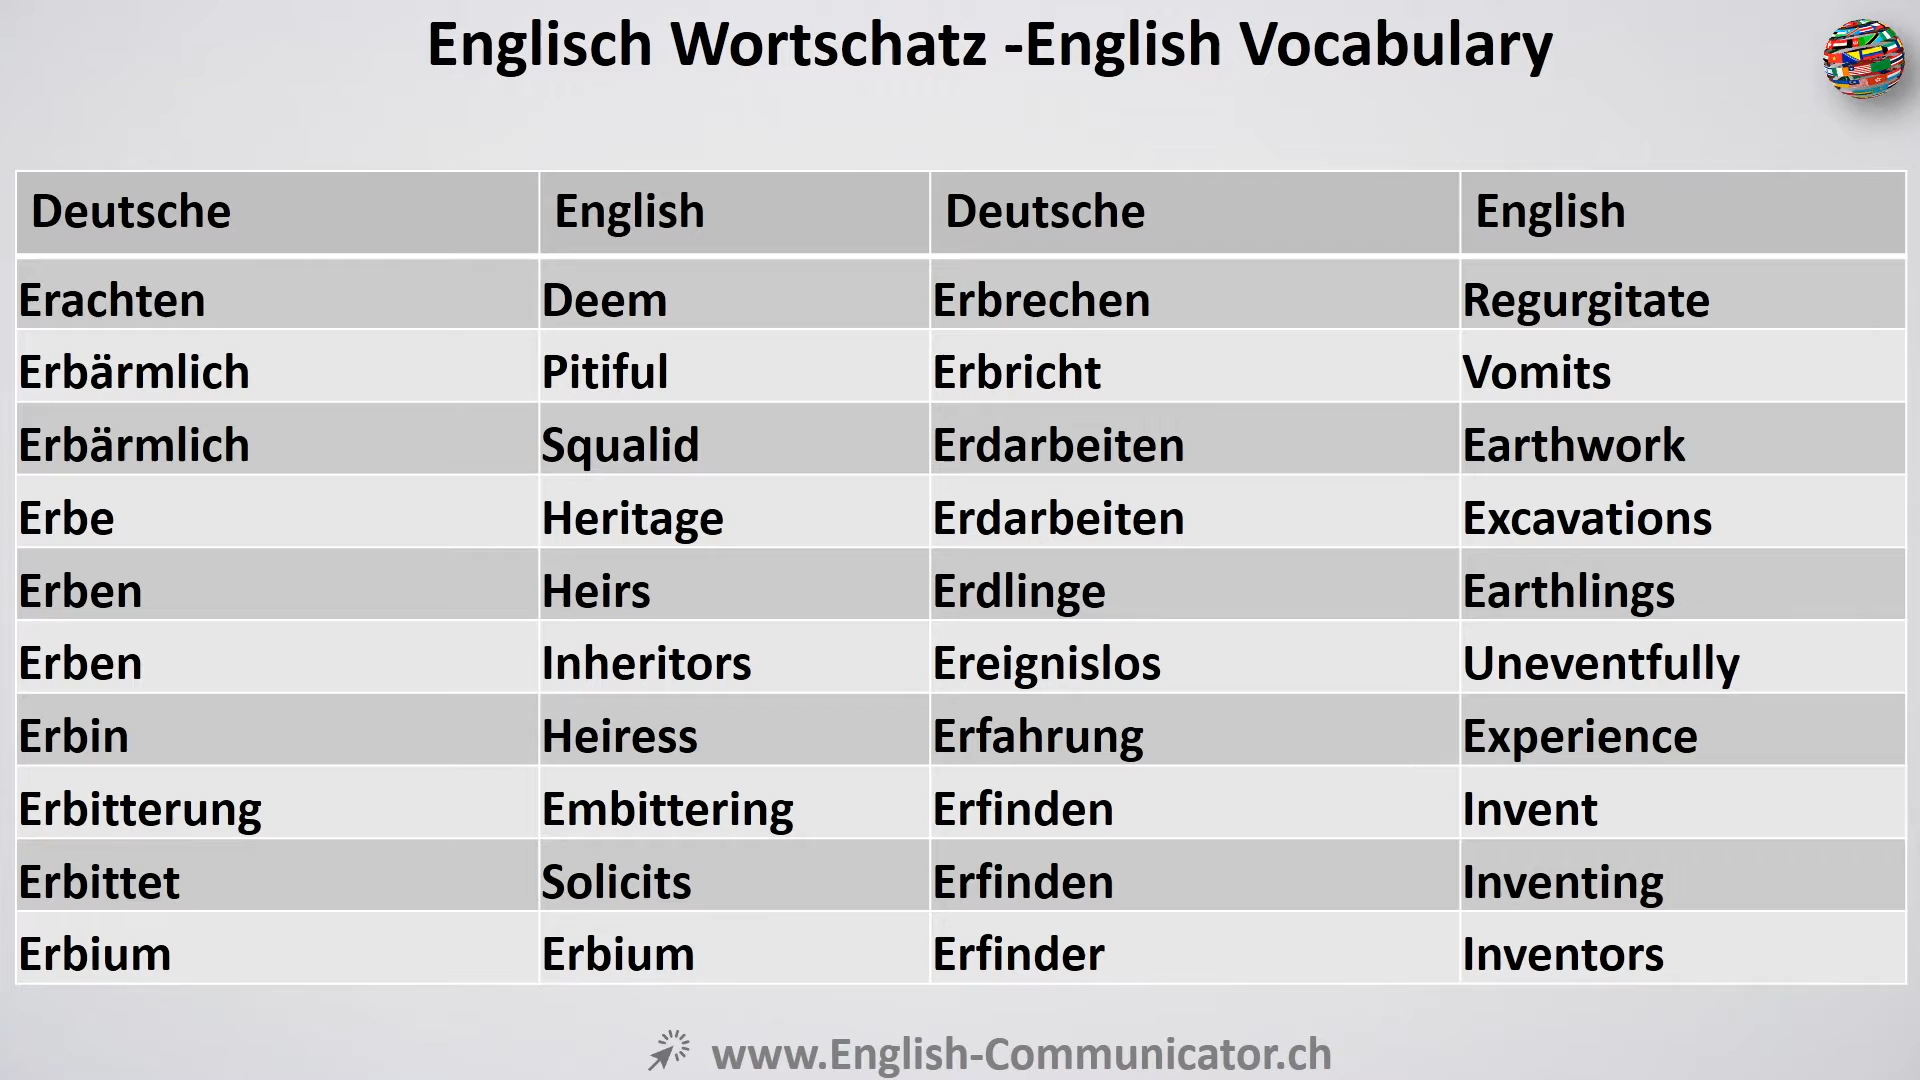 Englisch Wortschatz -English Vocabulary
Deutsche English Deutsche English
Erachten Deem Erbrechen Regurgitate
Erbärmlich Pitiful Erbricht Vomits
Erbärmlich Squalid Erdarbeiten Earthwork
Erbe Heritage Erdarbeiten Excavations
Erben Heirs Erdlinge Earthlings
Erben Inheritors Ereignislos Uneventfully
Erbin Heiress Erfahrung Experience
Erbitterung Embittering Erfinden Invent
Erbittet Solicits Erfinden Inventing
Erbium Erbium Erfinder Inventors
www.English-Communicator.ch